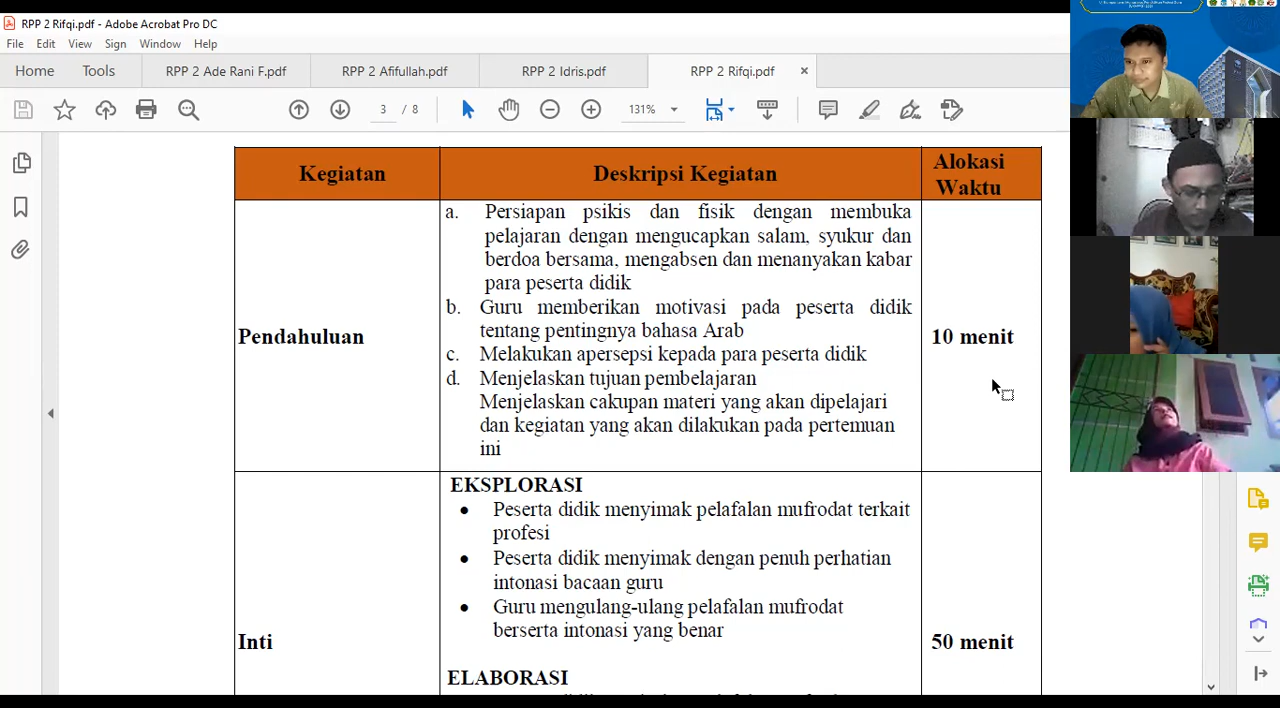 RPP 2 Rifqi.pdf - Adobe Acrobat Pro DC
File Edit View Sign Window Help
Home Tools RPP 2 Ade Rani F.pdf RPP 2 Afifullah.pdf RPP 2 Idris.pdf RPP 2 Rifqi.pdf ×
3 / 8 131%
Kegiatan Deskripsi Kegiatan Alokasi Waktu
Pendahuluan
a. Persiapan psikis dan fisik dengan membuka
pelajaran dengan mengucapkan salam, syukur dan
berdoa bersama, mengabsen dan menanyakan kabar
para peserta didik
b. Guru memberikan motivasi pada peserta didik
tentang pentingnya bahasa Arab
c. Melakukan apersepsi kepada para peserta didik
d. Menjelaskan tujuan pembelajaran
Menjelaskan cakupan materi yang akan dipelajari
dan kegiatan yang akan dilakukan pada pertemuan
ini
10 menit
Inti
EKSPLORASI
• Peserta didik menyimak pelafalan mufrodat terkait
profesi
• Peserta didik menyimak dengan penuh perhatian
intonasi bacaan guru
• Guru mengulang-ulang pelafalan mufrodat
berserta intonasi yang benar
ELABORASI
50 menit